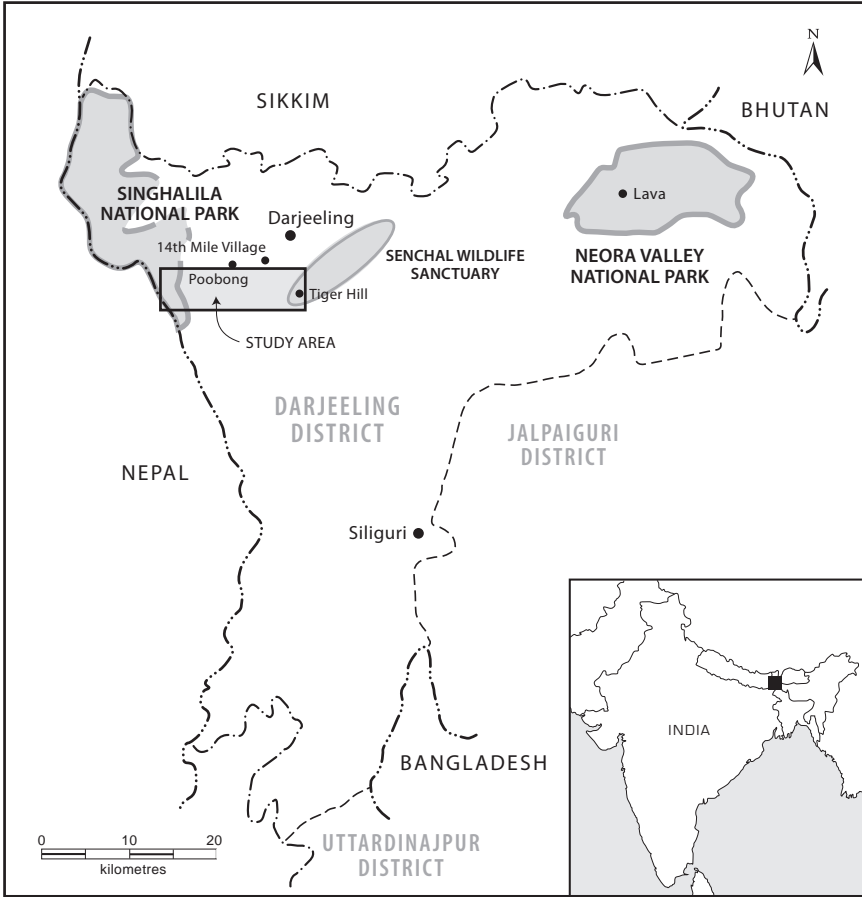 N
SIKKIM
BHUTAN
SINGHALILA
NATIONAL PARK
Darjeeling
Lava
14th Mile Village
SENCHAL WILDLIFE
SANCTUARY
NEORA VALLEY
NATIONAL PARK
Poobong
Tiger Hill
STUDY AREA
DARJEELING
DISTRICT
JALPAIGURI
DISTRICT
NEPAL
Siliguri
INDIA
BANGLADESH
UTTARDINAJPUR
DISTRICT
0 10 20
kilometres